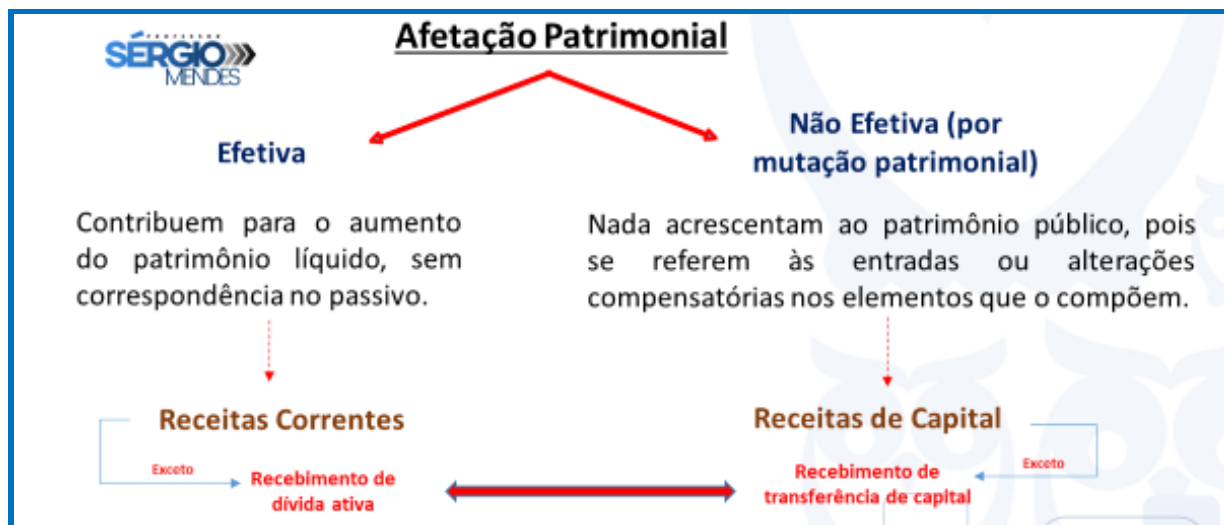 PROFESSOR
SÉRGIO
MENDES
Afetação Patrimonial
Efetiva
Contribuem para o aumento
do patrimônio líquido, sem
correspondência no passivo.
Não Efetiva (por
mutação patrimonial)
Nada acrescentam ao patrimônio público, pois
se referem às entradas ou alterações
compensatórias nos elementos que o compõem.
Receitas Correntes
Exceto
Recebimento de
dívida ativa
Receitas de Capital
Exceto
Recebimento de
transferência de capital